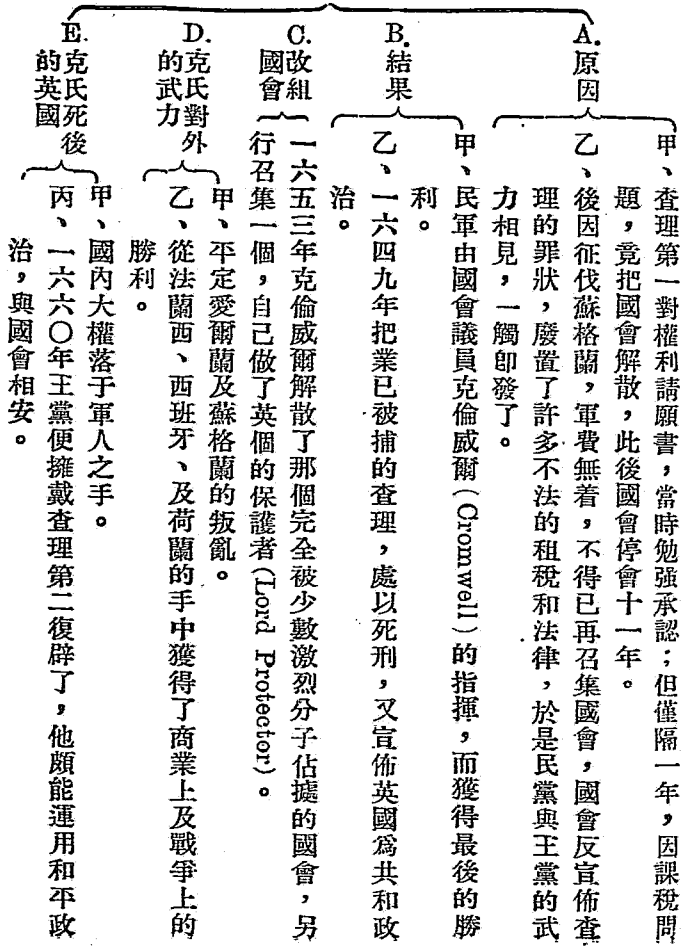 A.原因
甲、查理第一對權利請願書，當時勉强承認；但僅隔一年，因課稅問
題，竟把國會解散，此後國會停會十一年。
乙、後因征伐蘇格蘭，軍費無着，不得已再召集國會，國會反宣佈查
理的罪狀，廢置了許多不法的租稅和法律，於是民黨與王黨的武
力相見，一觸卽發了。
B.結果
甲、民軍由國會議員克倫威爾(Cromwell)的指揮，而獲得最後的勝
利。
乙、一六四九年把業已被捕的查理，處以死刑，又宣佈英國爲共和政
治。
C.改組
國會
一六五三年克倫威爾解散了那個完全被少數激烈分子佔據的國會，另
行召集一個，自己做了英個的保護者(Lord Protector)。
D.克氏對外
的武力
甲、平定愛爾蘭及蘇格蘭的叛亂。
乙、從法蘭西、西班牙、及荷蘭的手中獲得了商業上及戰爭上的
勝利。
E.克氏死後
的英國
甲、國內大權落于軍人之手。
丙、一六六〇年王黨便擁戴查理第二復辟了，他頗能運用和平政
治，與國會相安。